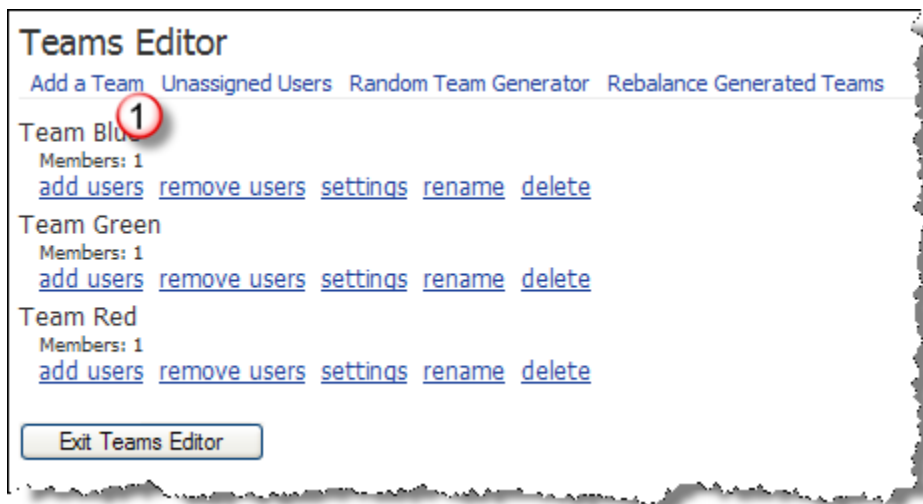 Teams Editor
Add a Team Unassigned Users Random Team Generator Rebalance Generated Teams
1
Team Blue
Members: 1
add users remove users settings rename delete
Team Green
Members: 1
add users remove users settings rename delete
Team Red
Members: 1
add users remove users settings rename delete
Exit Teams Editor